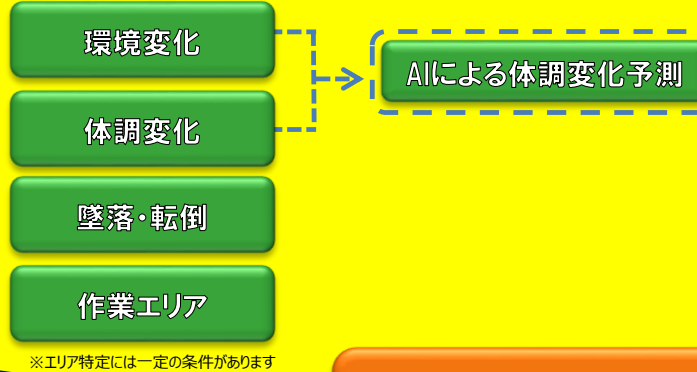 環境変化
AIによる体調変化予測
体調変化
墜落・転倒
作業エリア
※エリア特定には一定の条件があります